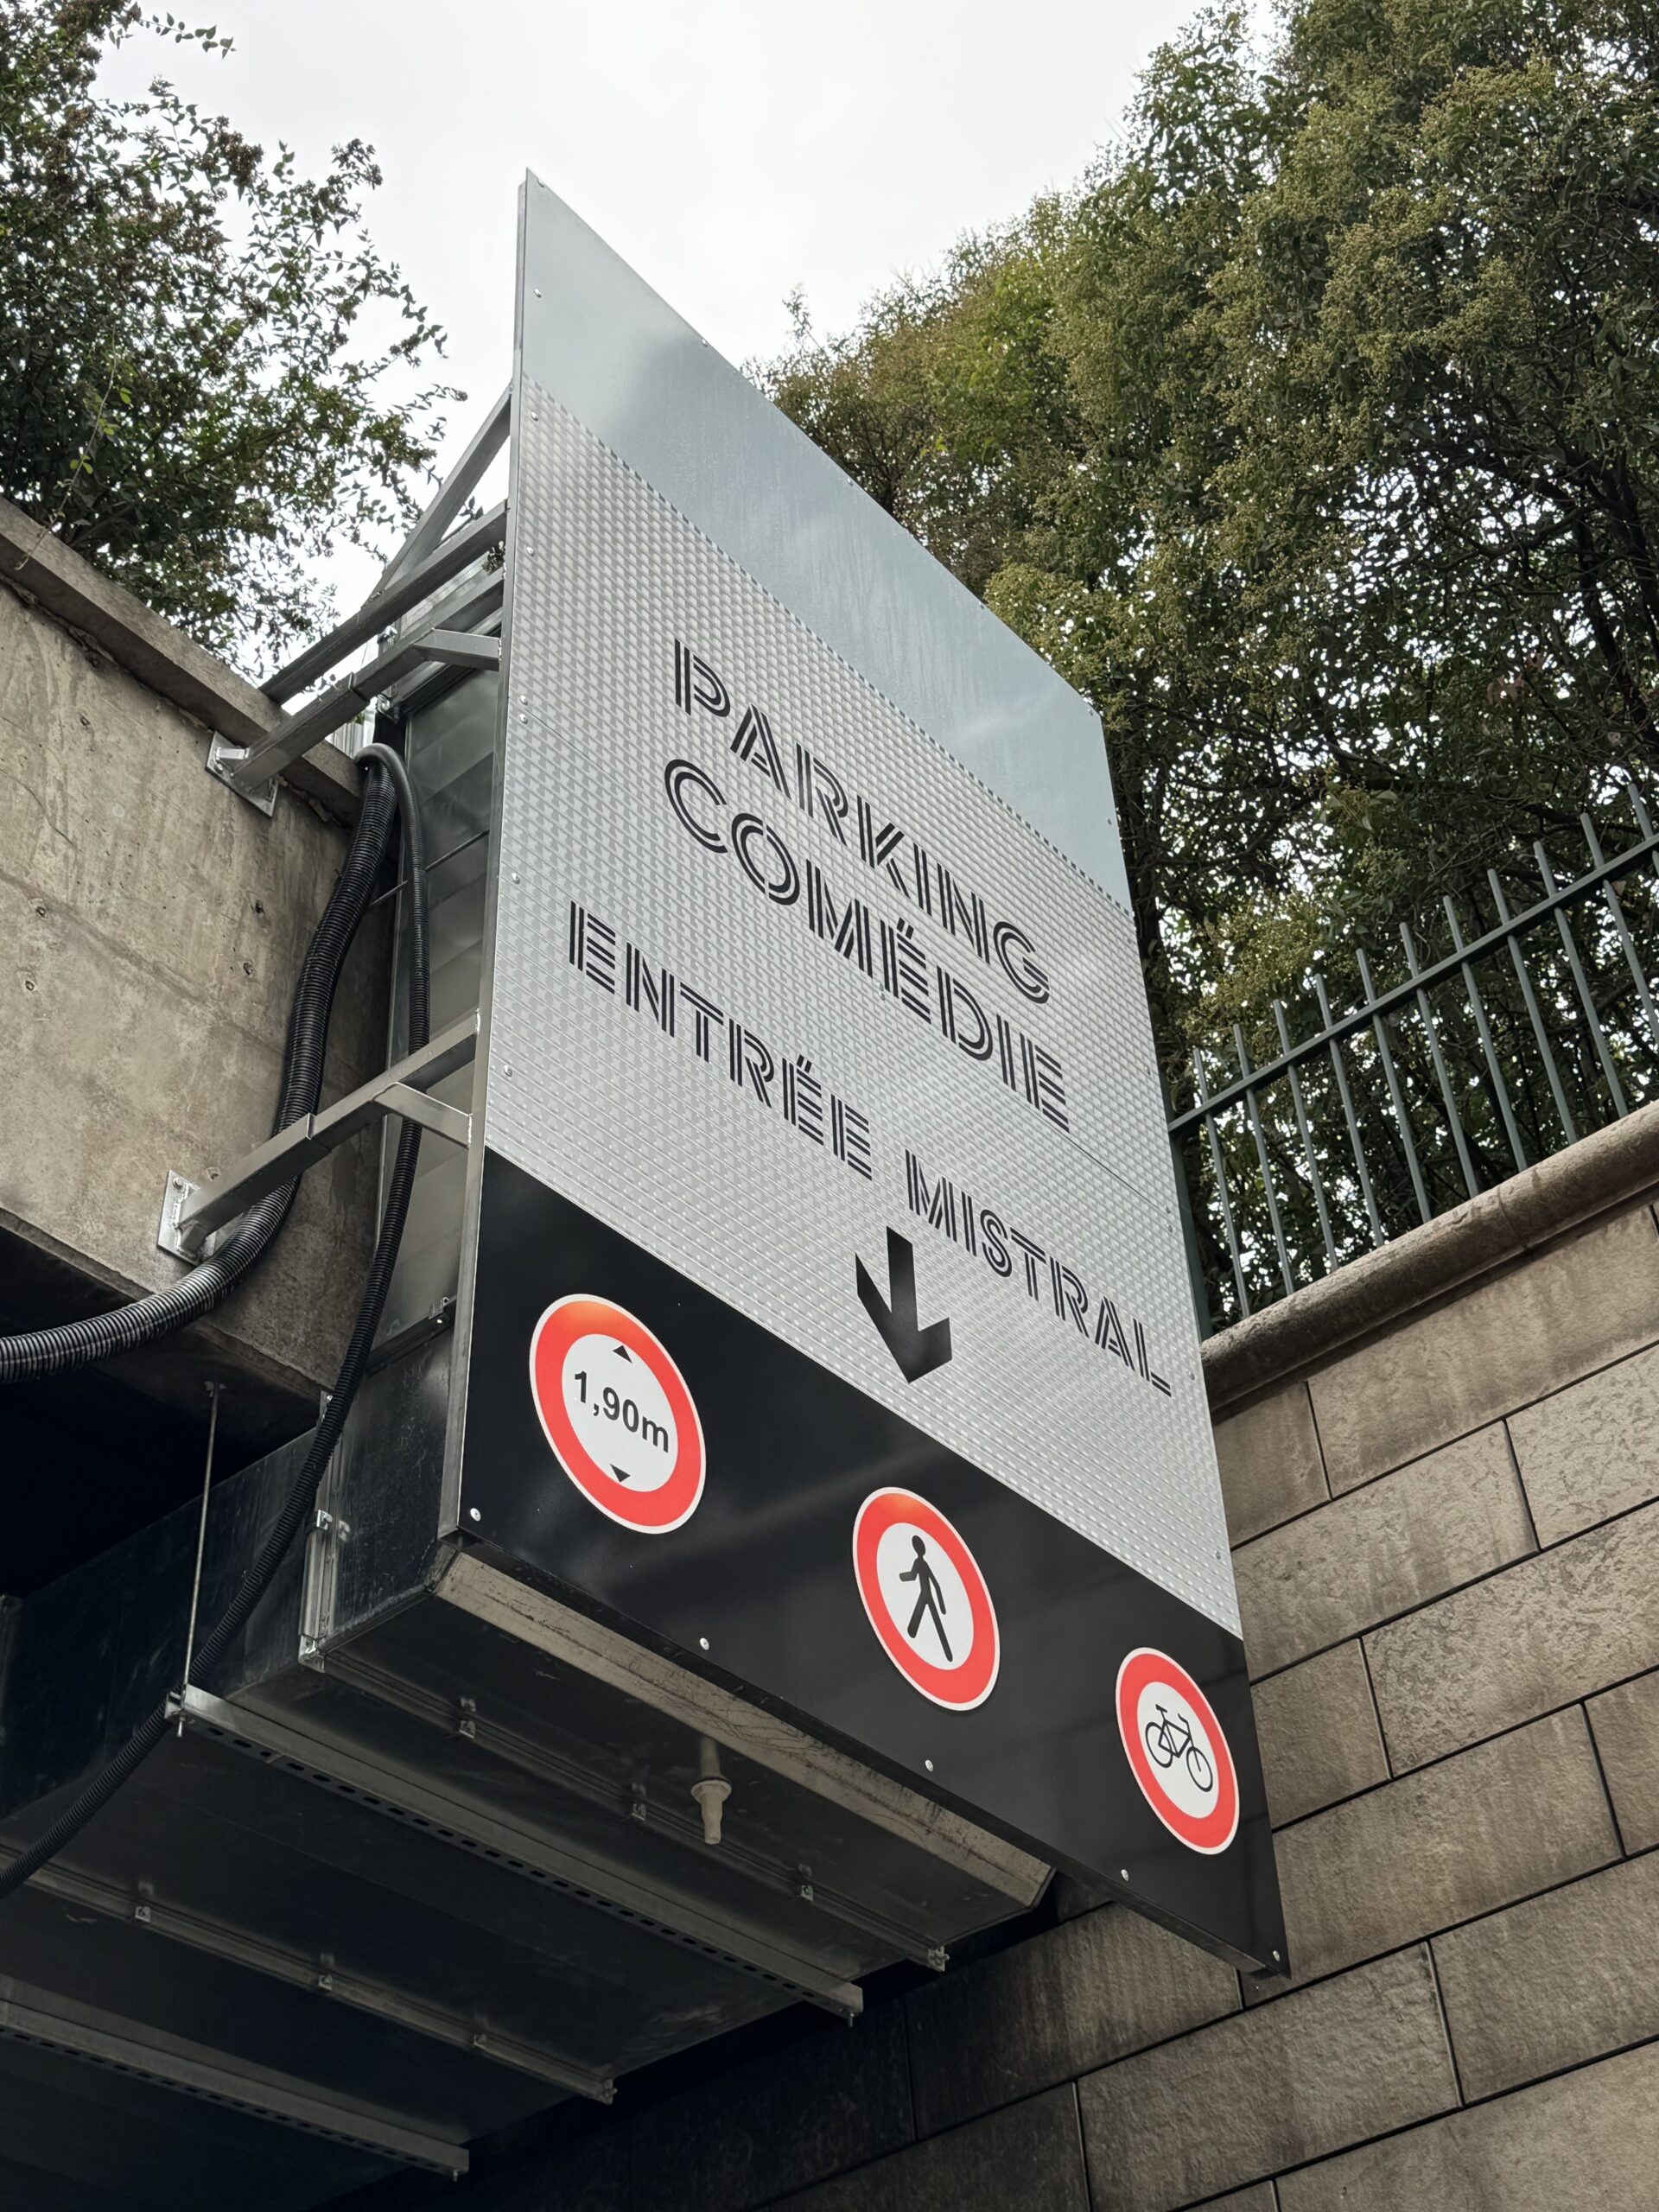 PARKING
COMÉDIE
ENTRÉE MISTRAL
1,90m